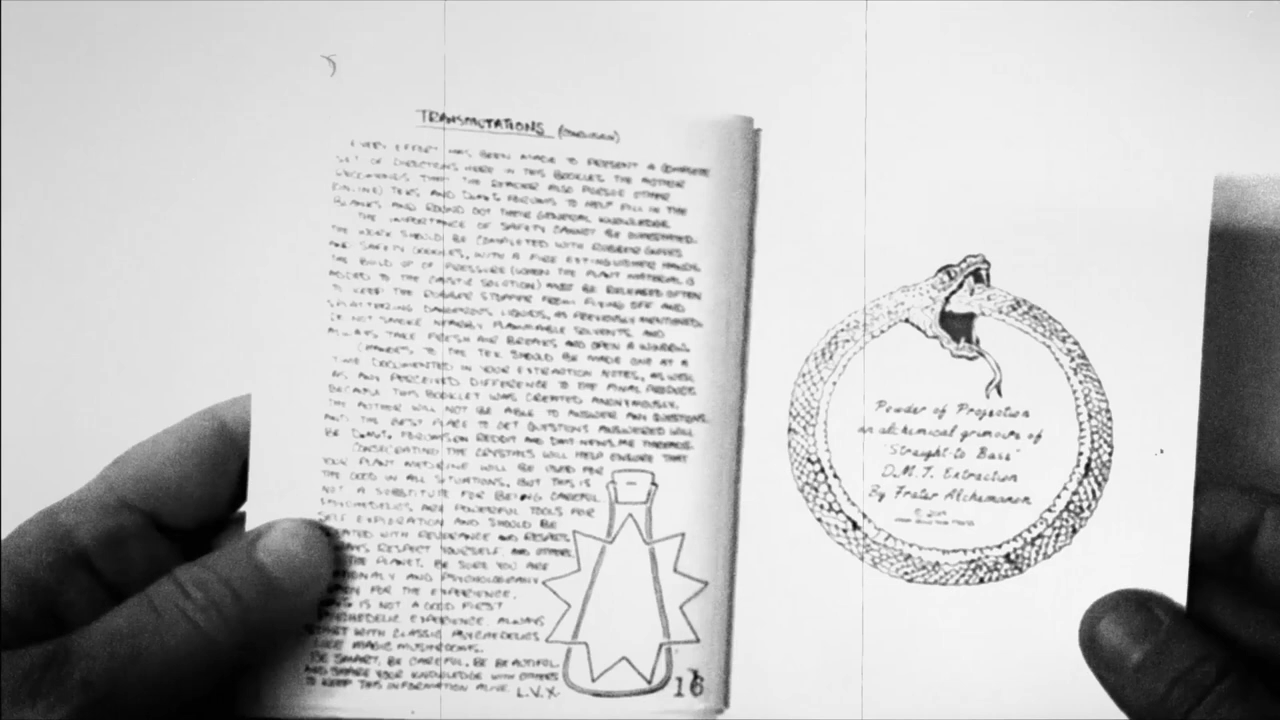 TRANSMUTATIONS (CONCLUSION)
EVERY EFFORT HAS BEEN MADE TO PRESENT A COMPLETE
SET OF DIRECTIONS HERE IN THIS BOOKLET. THE AUTHOR
RECOMMENDS THAT THE READER ALSO PERUSE OTHER
(ONLINE) TEKS AND FORUMS TO HELP FILL IN THE
BLANKS AND ROUND OUT THEIR GENERAL KNOWLEDGE.
THE IMPORTANCE OF SAFETY CANNOT BE OVERSTATED.
THE WORK SHOULD BE COMPLETED WITH RUBBER GLOVES
AND SAFETY GOGGLES, WITH A FIRE EXTINGUISHER HANDY.
THE BUILD UP OF PRESSURE (WHEN THE PLANT MATERIAL IS
ADDED TO THE CAUSTIC SOLUTION) MUST BE RELEASED OFTEN
TO KEEP THE RUBBER STOPPER FROM FLYING OFF AND
SPLATTERING DANGEROUS LIQUIDS, AS PREVIOUSLY MENTIONED.
DO NOT SMOKE NEARBY FLAMMABLE SOLVENTS. AND
ALWAYS TAKE FRESH AIR BREAKS AND OPEN A WINDOW.
CHANGES TO THE TEK SHOULD BE MADE ONE AT A
TIME DOCUMENTED IN YOUR EXTRACTION NOTES, AS WELL
AS ANY PERCEIVED DIFFERENCE TO THE FINAL PRODUCT.
BECAUSE THIS BOOKLET WAS CREATED ANONYMOUSLY,
THE AUTHOR WILL NOT BE ABLE TO ANSWER ANY QUESTIONS.
THE BEST PLACE TO GET QUESTIONS ANSWERED WILL
BE FORUMS ON REDDIT AND THREADS.
CONSECRATING THE CRYSTALS WILL HELP ENSURE THAT
YOUR PLANT MEDICINE WILL BE USED FOR
THE GOOD IN ALL SITUATIONS, BUT THIS IS
NOT A SUBSTITUTE FOR BEING CAREFUL.
PSYCHEDELICS ARE POWERFUL TOOLS FOR
SELF EXPLORATION AND SHOULD BE
TREATED WITH REVERENCE AND RESPECT.
RESPECT YOURSELF, AND OTHERS,
THE PLANET. BE SURE YOU ARE
AND PSYCHOLOGICALLY
FOR THE EXPERIENCE.
IS NOT A GOOD FIRST
PSYCHEDELIC EXPERIENCE. ALWAYS
START WITH CLASSIC PSYCHEDELICS
LIKE MAGIC MUSHROOMS.
BE SMART, BE CAREFUL, BE BEAUTIFUL
AND SHARE YOUR KNOWLEDGE WITH OTHERS
TO KEEP THIS INFORMATION ALIVE. L.V.X.
16
Powder of Projection
an alchemical grimoire of
"Straight-to Base"
D.M.T. Extraction
By Frater Alchemanon
© 2019